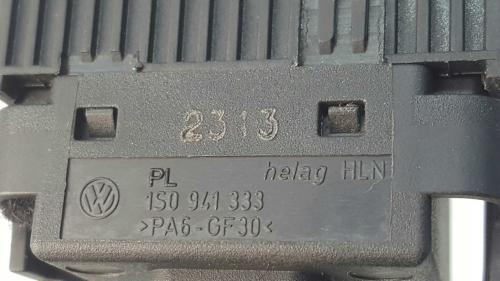 2313
PL helag HLN
1S0 941 333
>PA6-GF30<